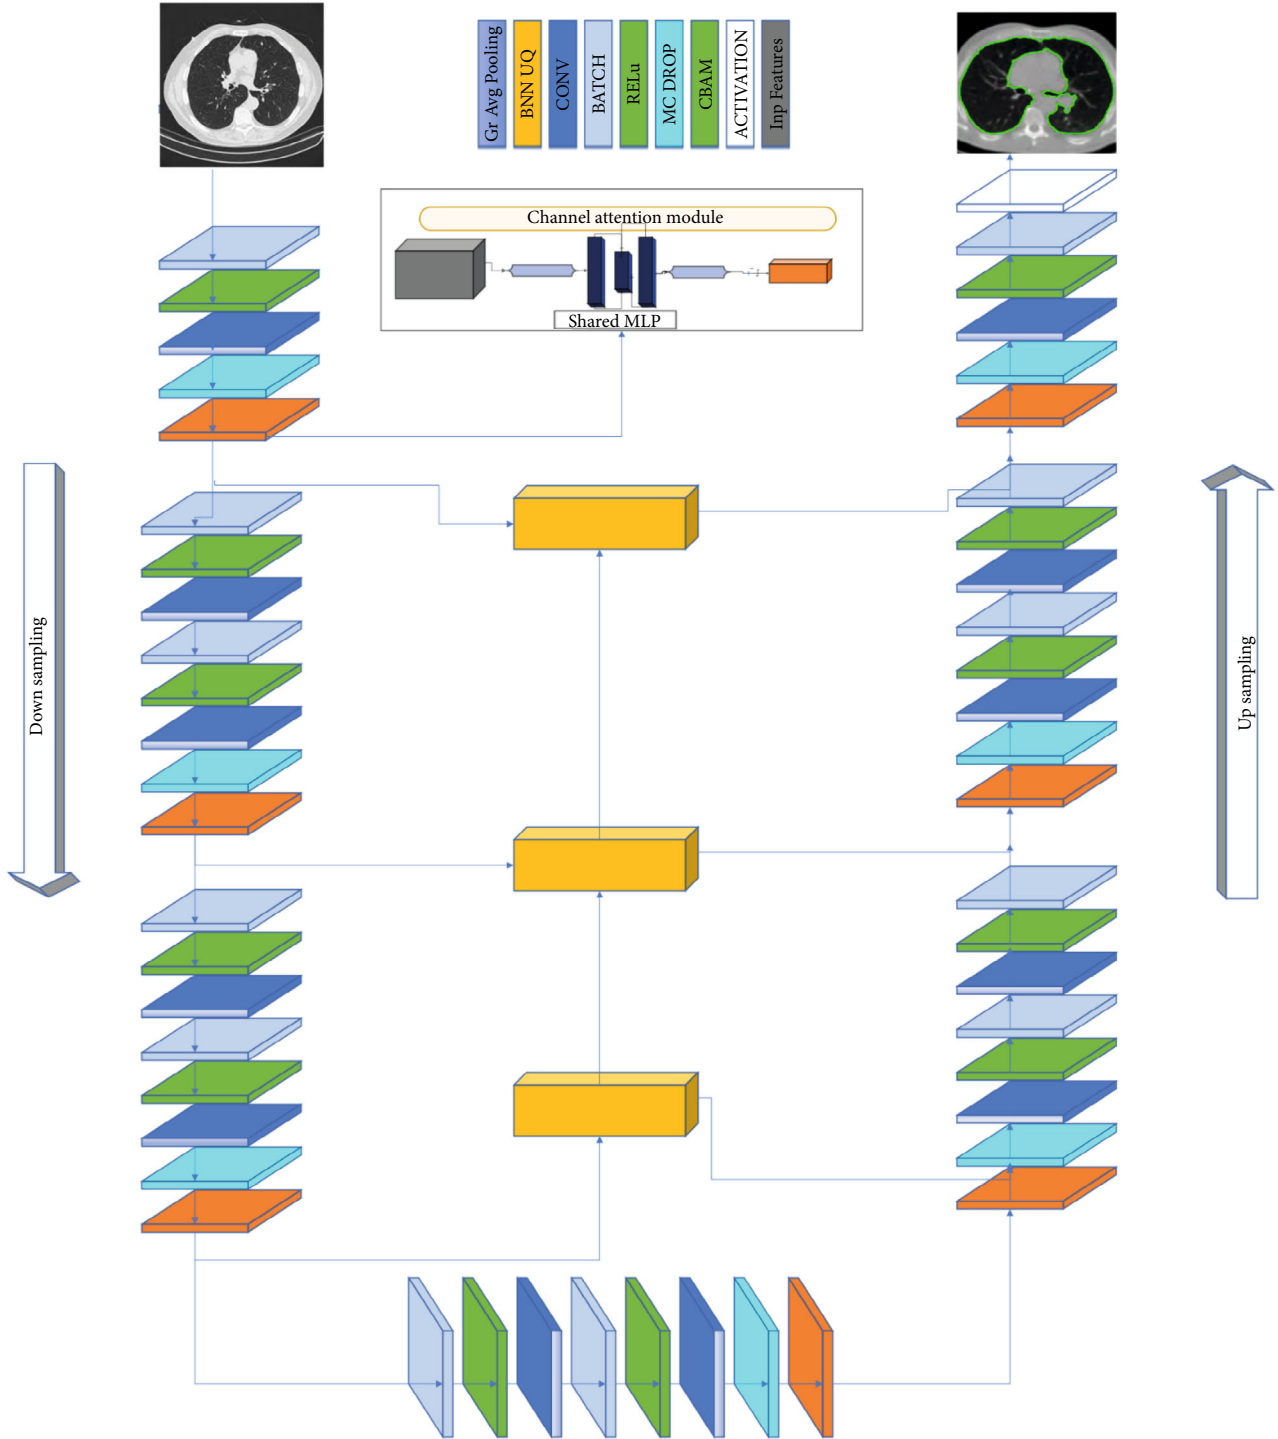 Gr Avg Pooling
BNN UQ
CONV
BATCH
RELu
MC DROP
CBAM
ACTIVATION
Inp Features
Channel attention module
Shared MLP
Down sampling
Up sampling